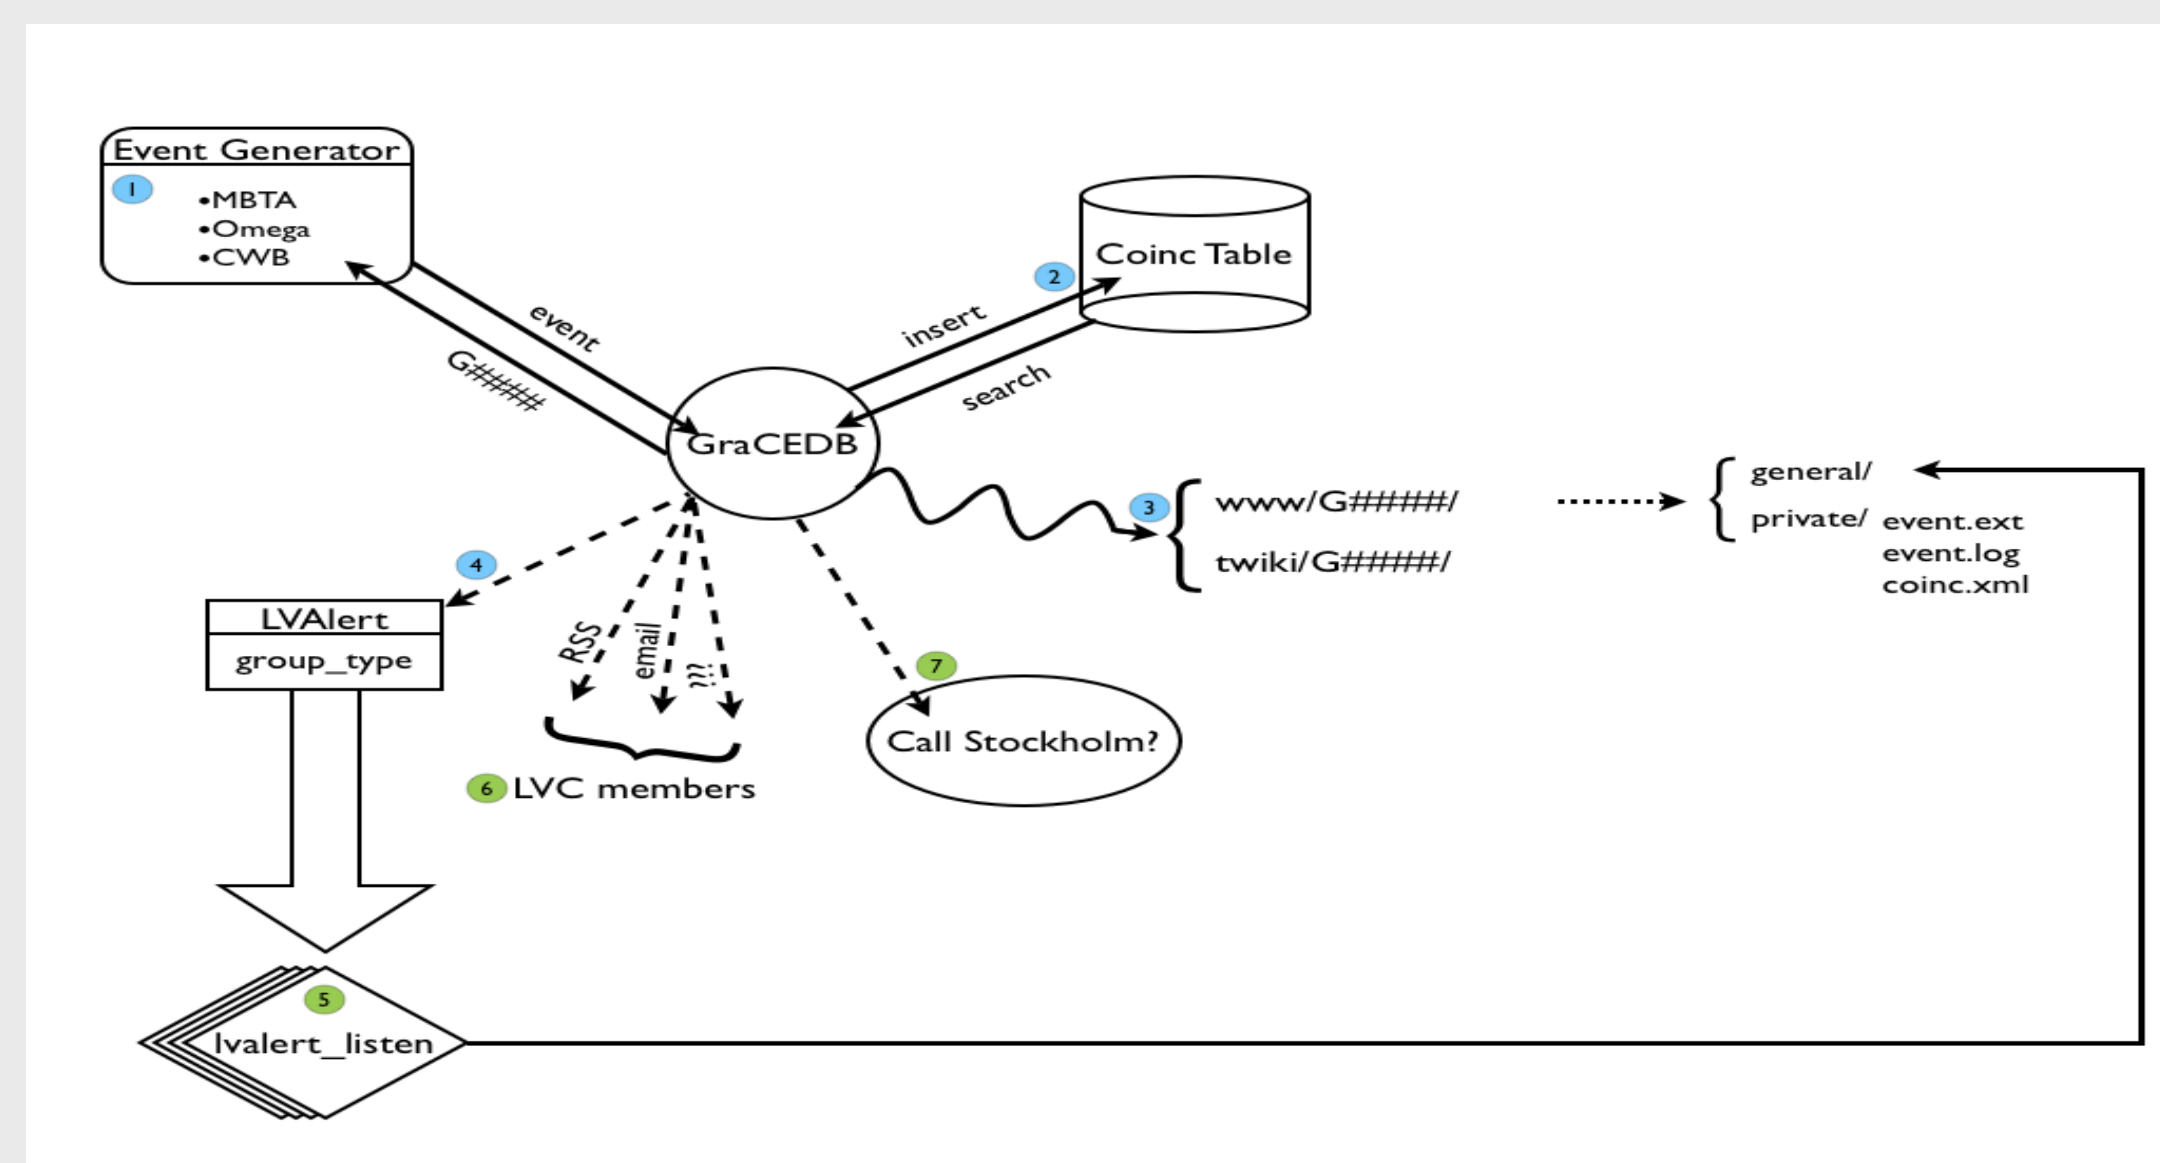 Event Generator
1
•MBTA
•Omega
•CWB
event
G####
Coinc Table
2
insert
search
GraCEDB
3
www/G#####/
twiki/G#####/
general/
private/
event.ext
event.log
coinc.xml
4
LVAlert
group_type
RSS
email
???
6 LVC members
7
Call Stockholm?
5
lvalert_listen